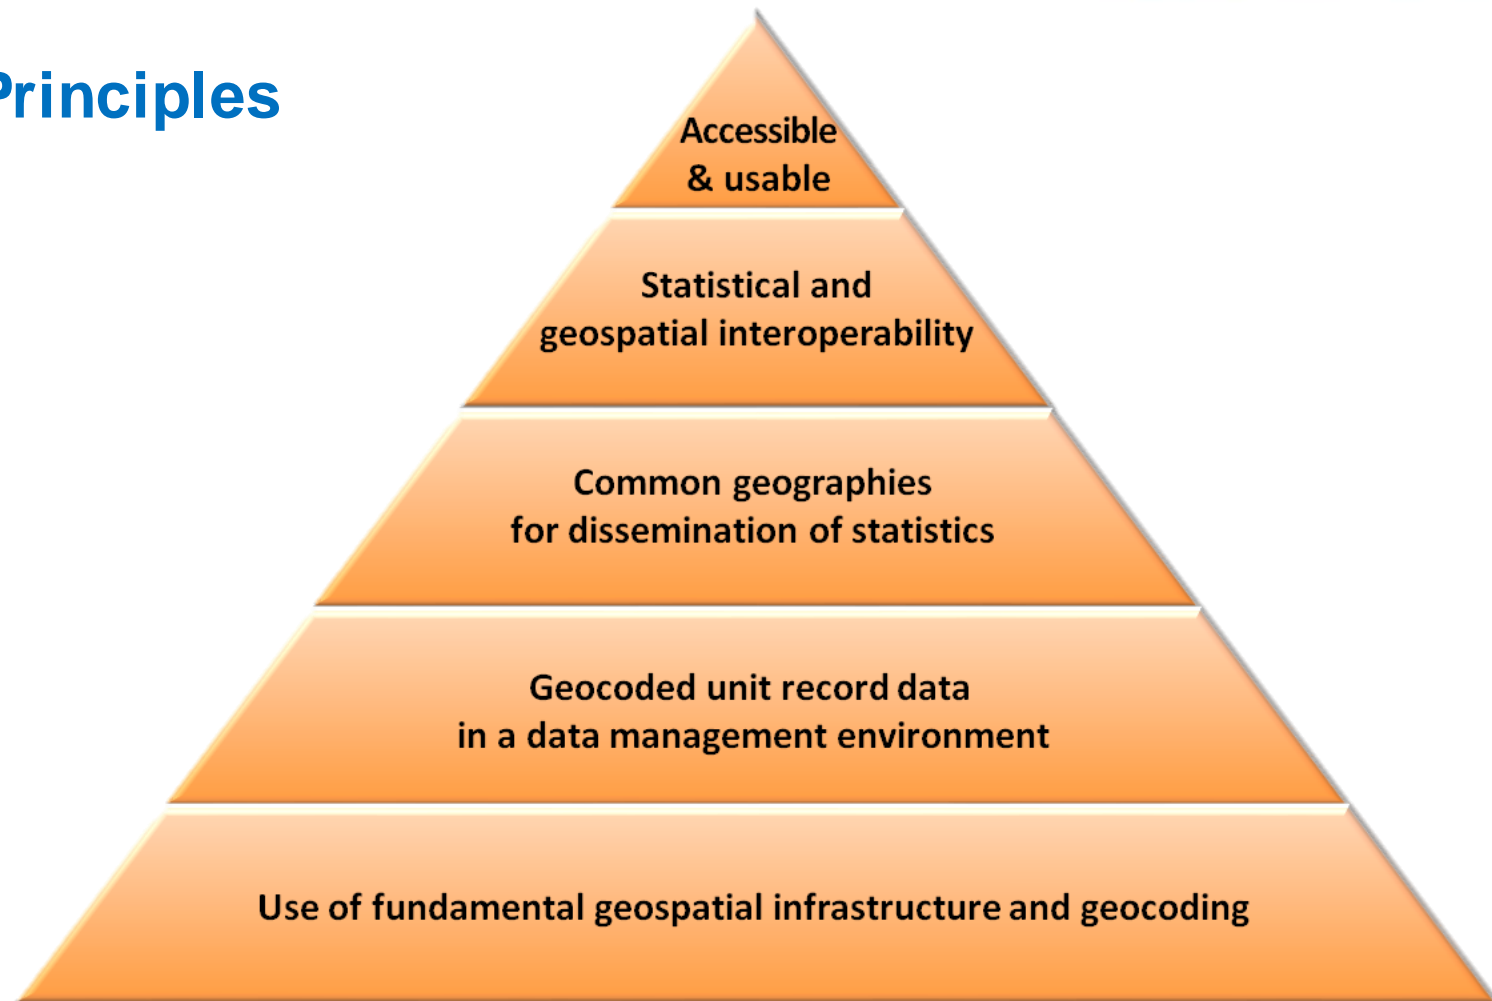 Principles
Accessible
& usable
Statistical and
geospatial interoperability
Common geographies
for dissemination of statistics
Geocoded unit record data
in a data management environment
Use of fundamental geospatial infrastructure and geocoding